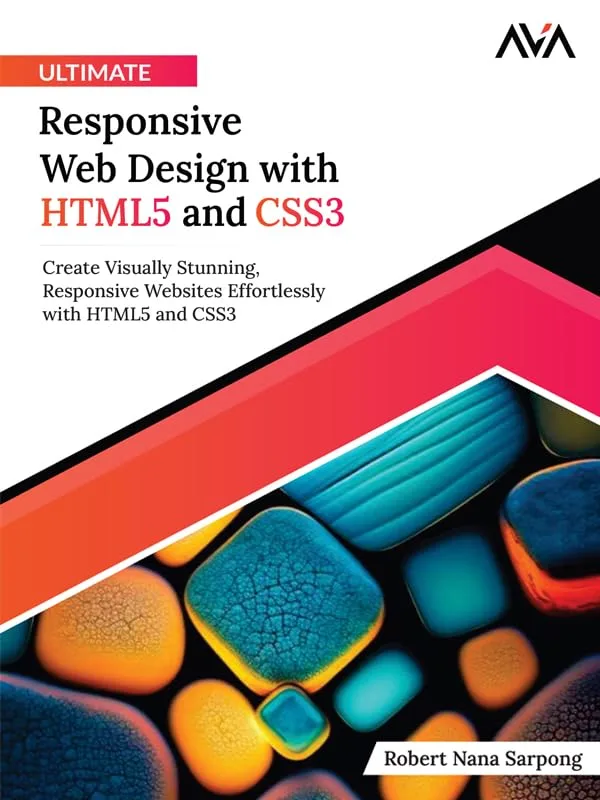 AVA
ULTIMATE
Responsive
Web Design with
HTML5 and CSS3
Create Visually Stunning,
Responsive Websites Effortlessly
with HTML5 and CSS3
Robert Nana Sarpong